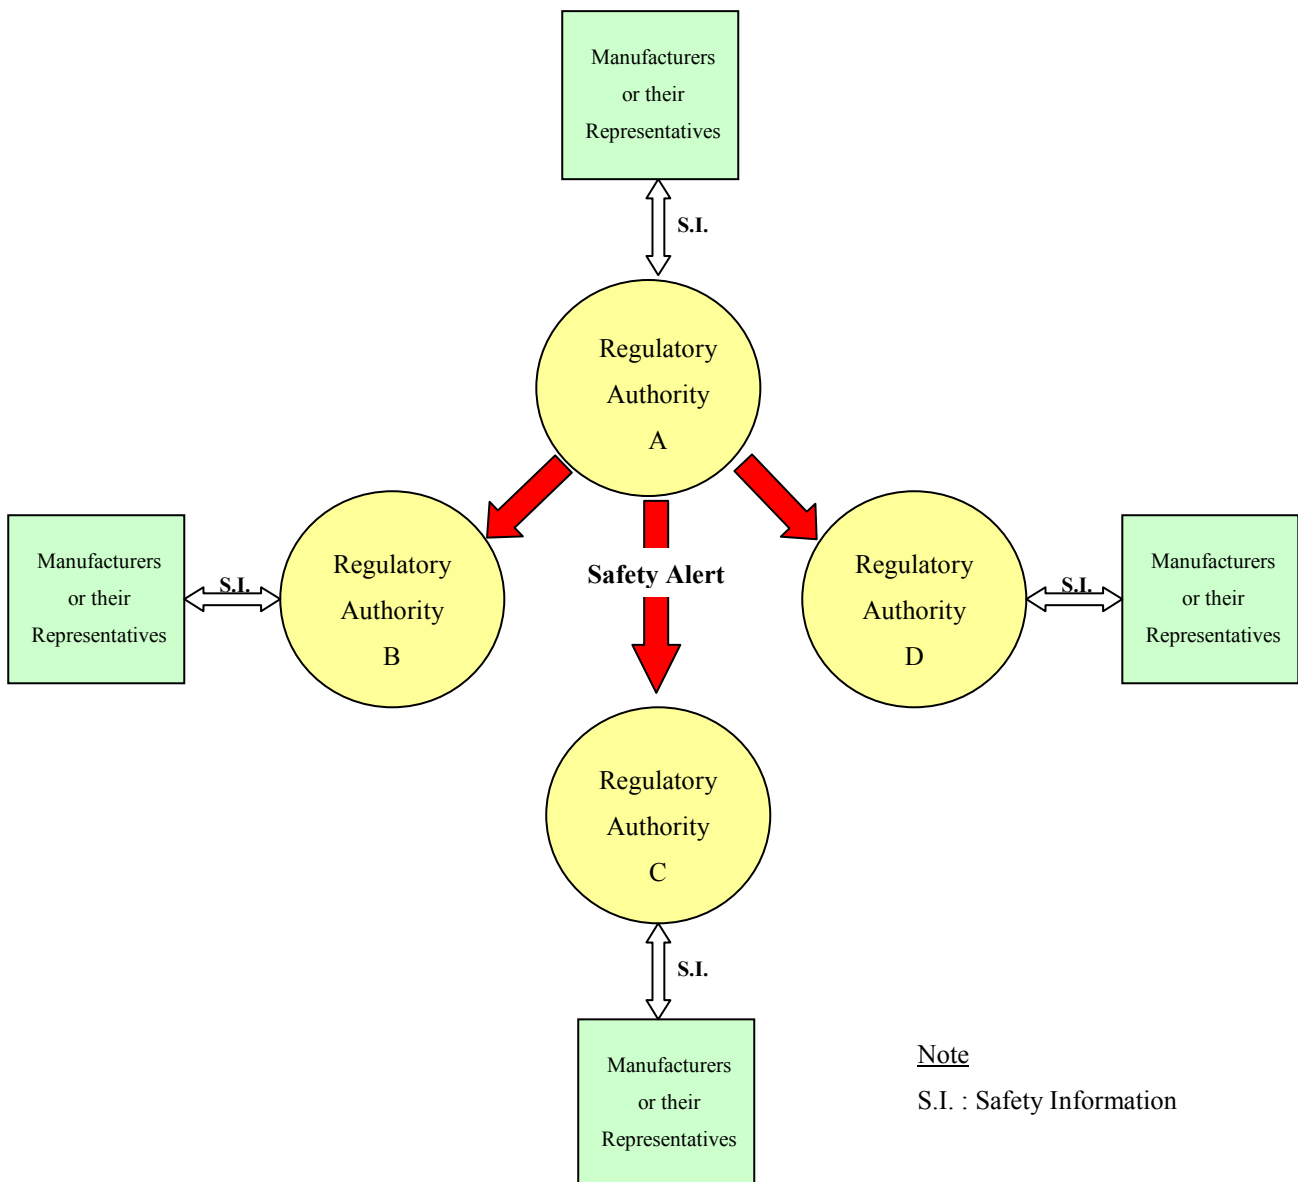 Manufacturers
or their
Representatives
S.I.
Regulatory
Authority
A
Manufacturers
or their
Representatives
S.I.
Regulatory
Authority
B
Safety Alert
Regulatory
Authority
D
S.I.
Manufacturers
or their
Representatives
Regulatory
Authority
C
S.I.
Manufacturers
or their
Representatives
Note
S.I. : Safety Information